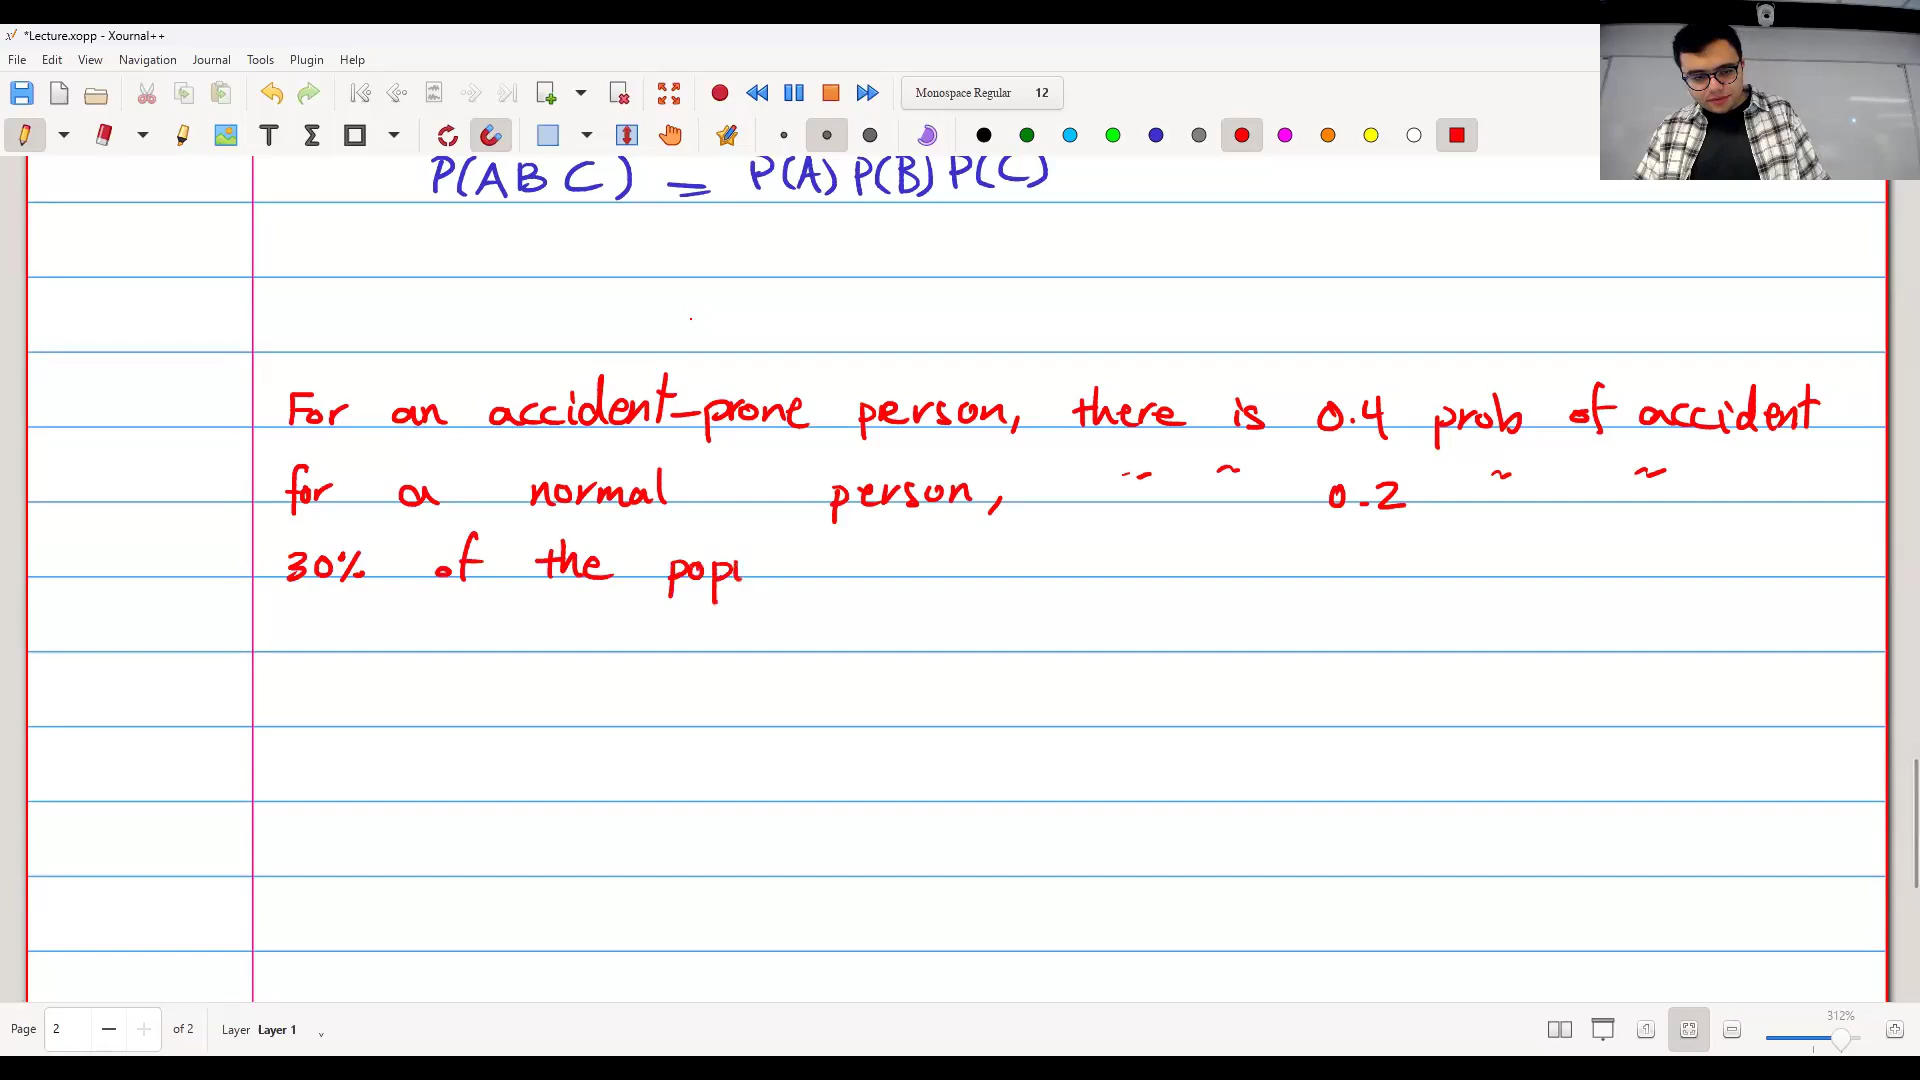 *Lecture.xopp - Xournal++
File Edit View Navigation Journal Tools Plugin Help
Monospace Regular 12
P(ABC) = P(A) P(B) P(C)
For an accident-prone person, there is 0.4 prob of accident
for a normal person, " ~ 0.2 ~ ~
30% of the popu
Page 2 of 2 Layer Layer 1 312%